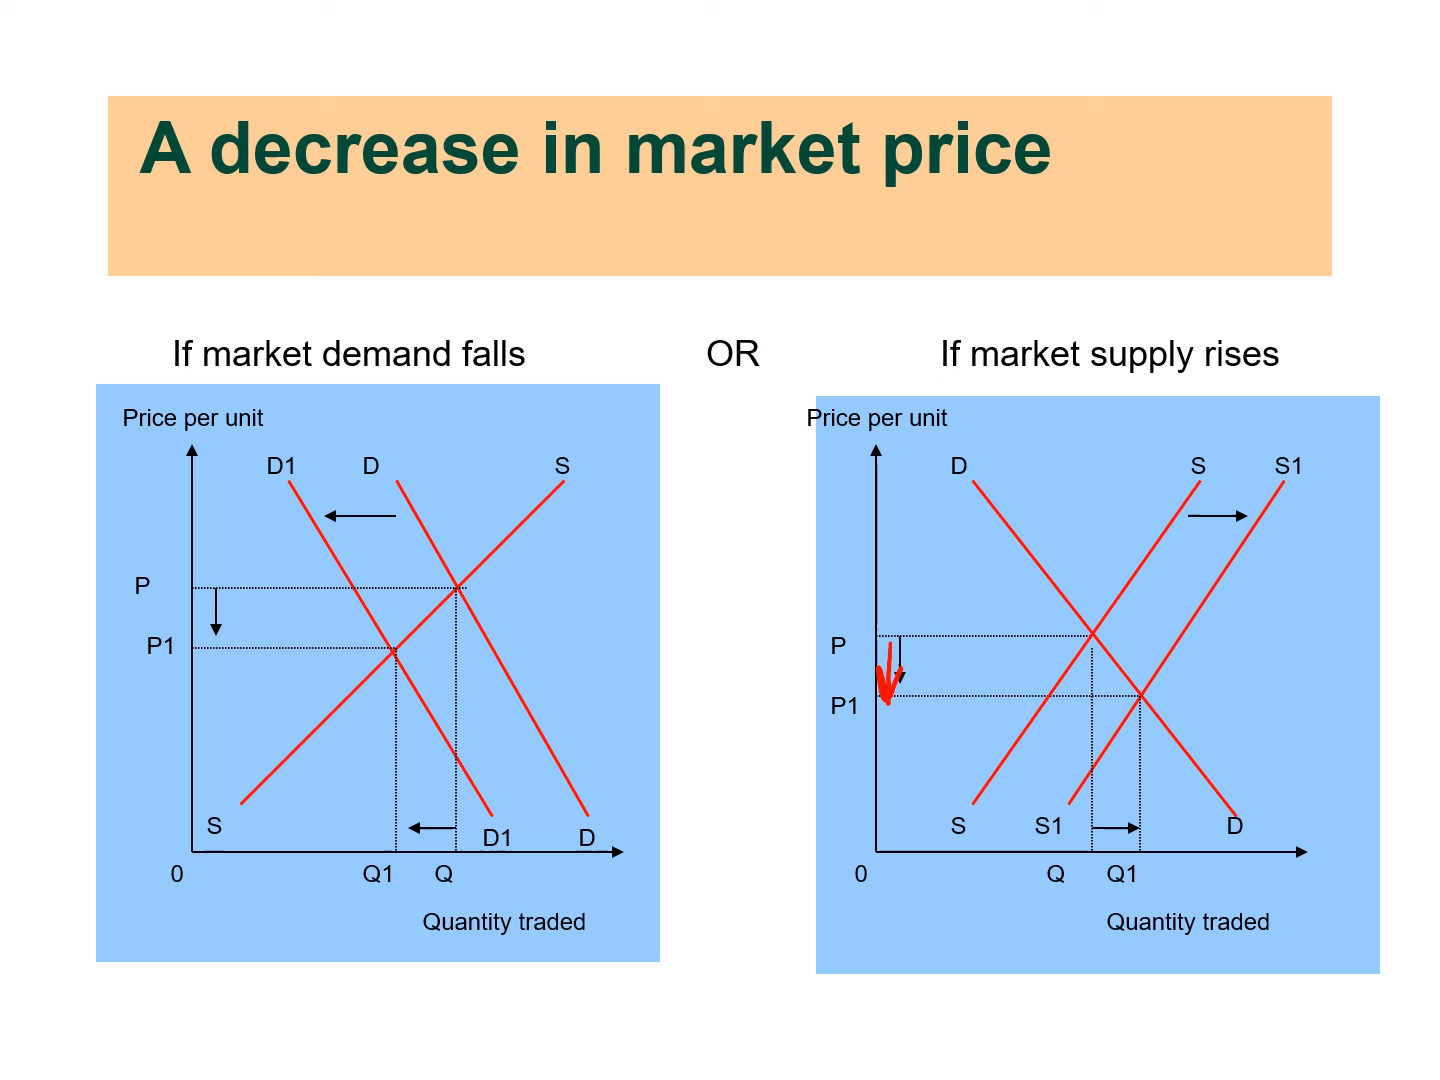 A decrease in market price
If market demand falls
OR
If market supply rises
Price per unit
D1 D S
P
P1
S D1 D
0 Q1 Q
Quantity traded
Price per unit
D S S1
P
P1
S S1 D
0 Q Q1
Quantity traded